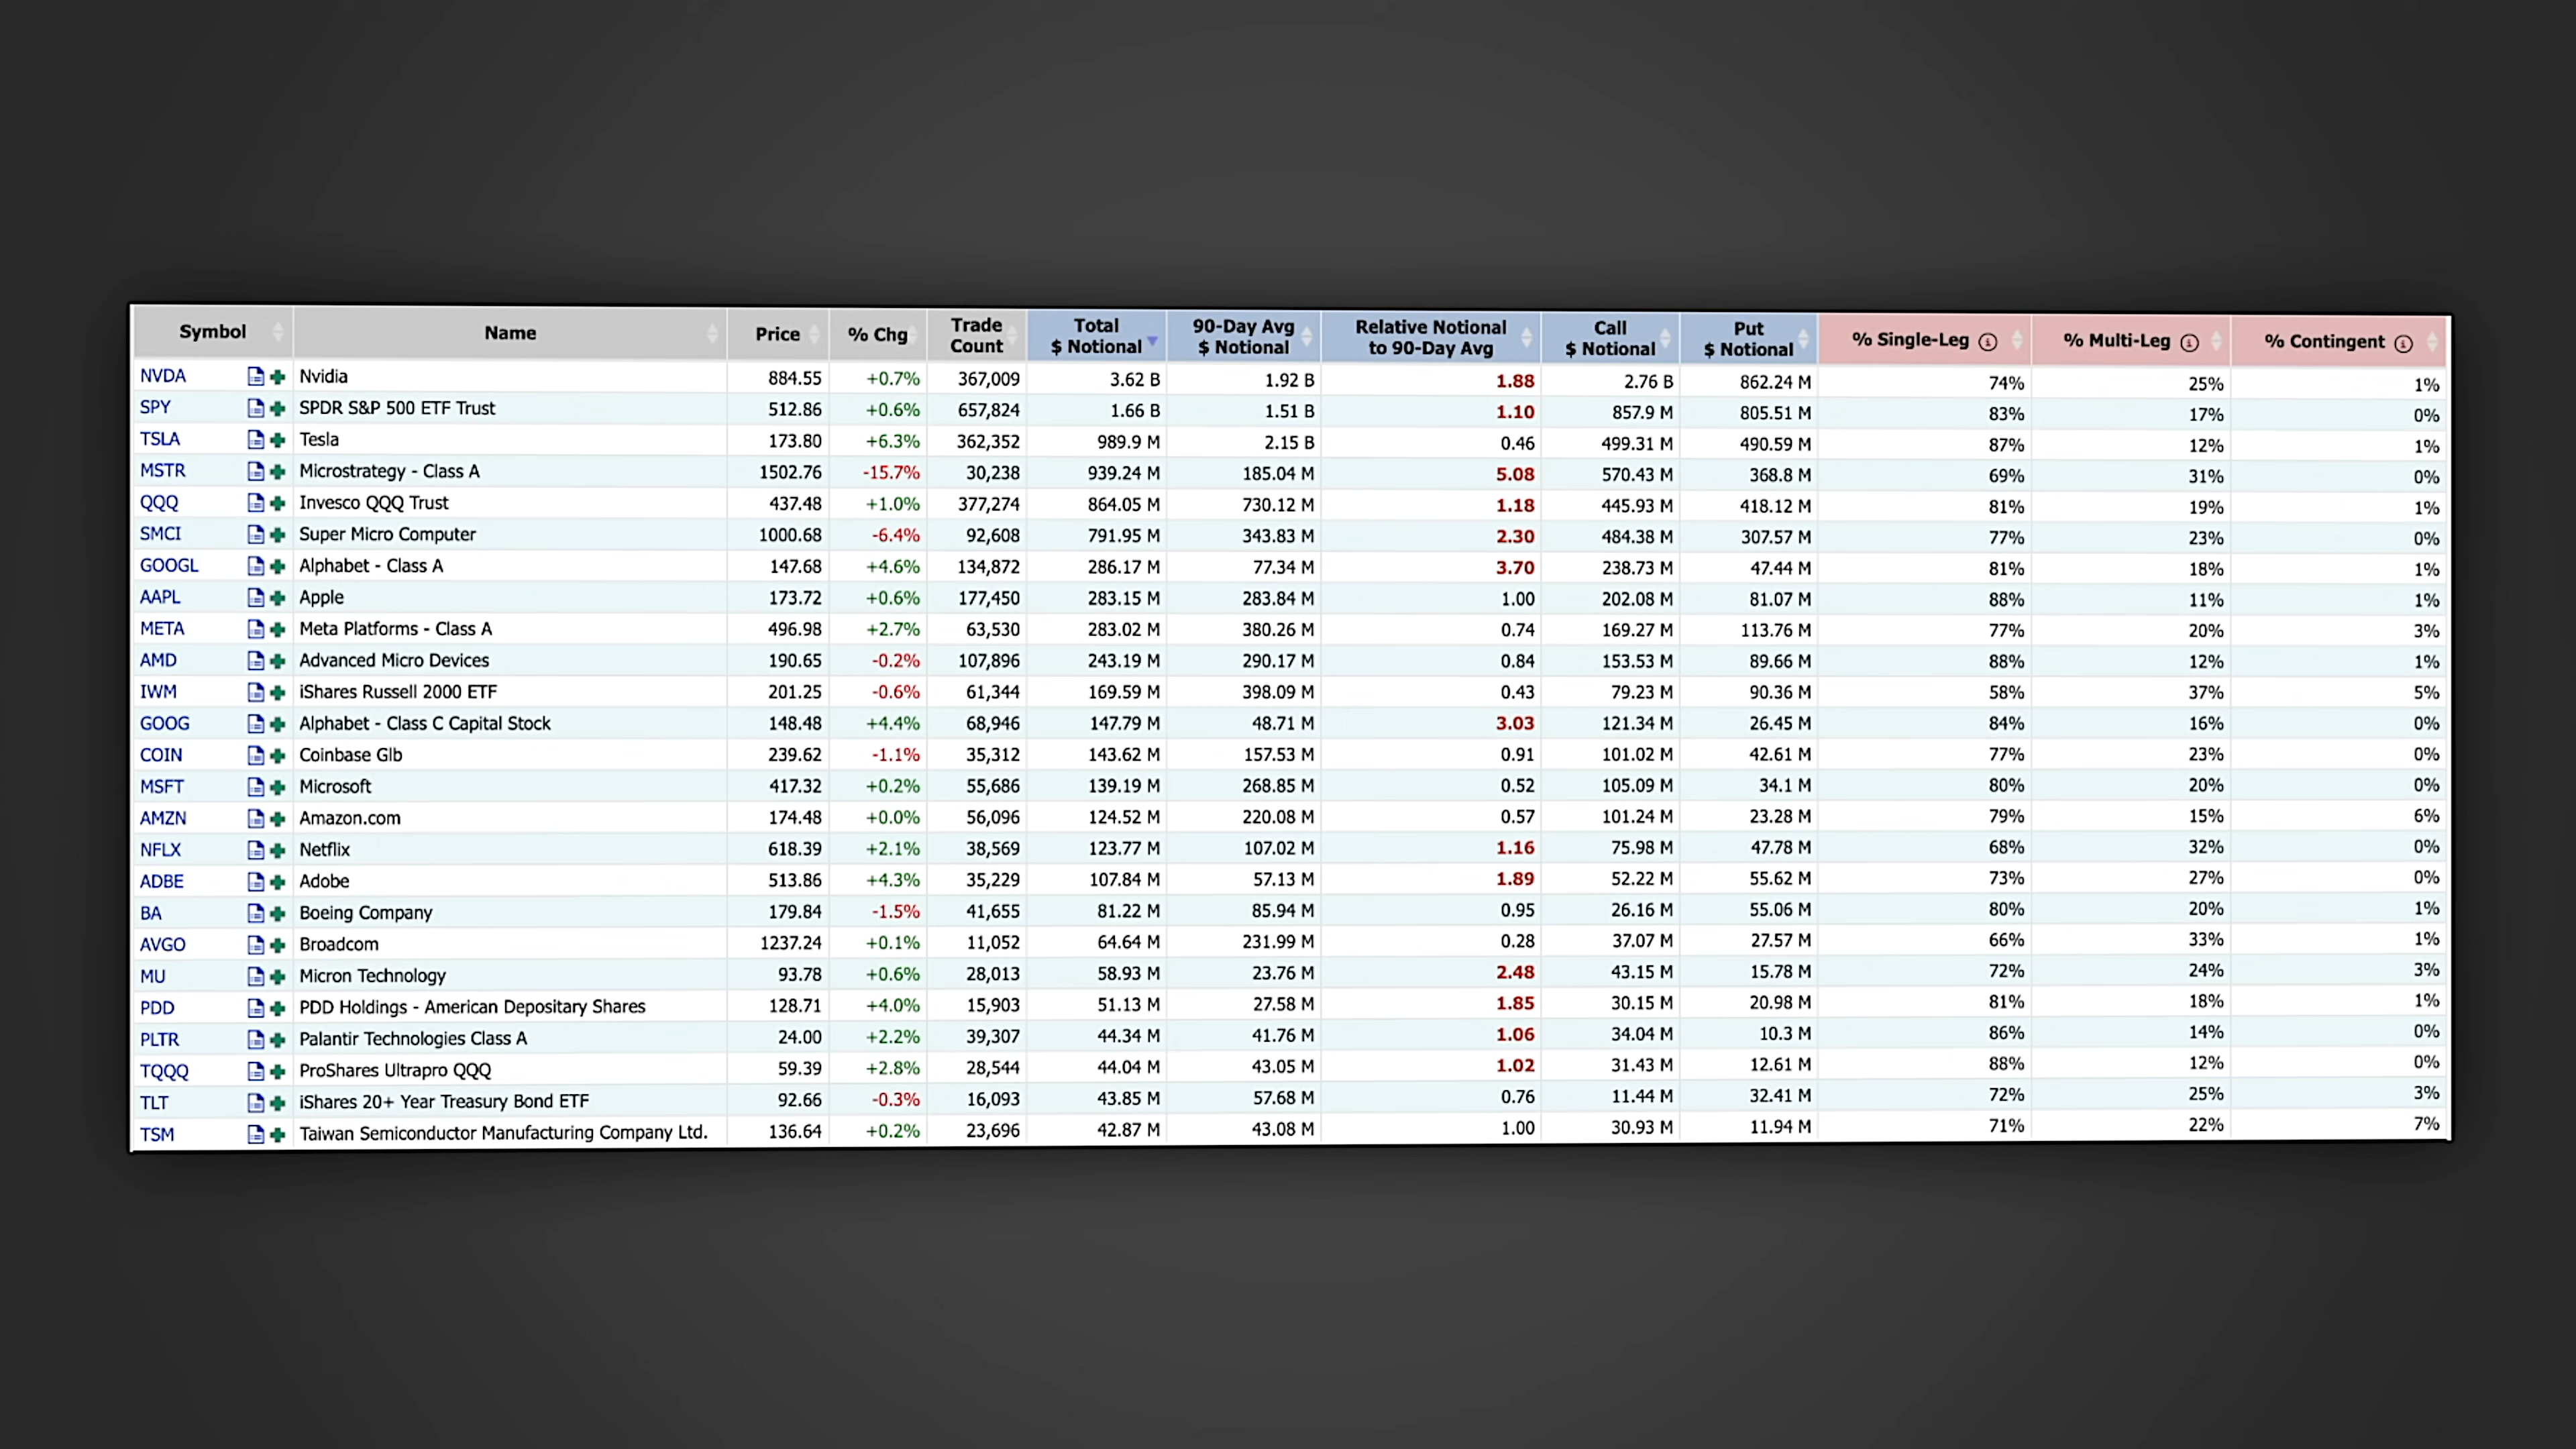 Symbol Name Price % Chg Trade Count Total $ Notional 90-Day Avg $ Notional Relative Notional to 90-Day Avg Call $ Notional Put $ Notional % Single-Leg % Multi-Leg % Contingent
NVDA Nvidia 884.55 +0.7% 367,009 3.62 B 1.92 B 1.88 2.76 B 862.24 M 74% 25% 1%
SPY SPDR S&P 500 ETF Trust 512.86 +0.6% 657,824 1.66 B 1.51 B 1.10 857.9 M 805.51 M 83% 17% 0%
TSLA Tesla 173.80 +6.3% 362,352 989.9 M 2.15 B 0.46 499.31 M 490.59 M 87% 12% 1%
MSTR Microstrategy - Class A 1502.76 -15.7% 30,238 939.24 M 185.04 M 5.08 570.43 M 368.8 M 69% 31% 0%
QQQ Invesco QQQ Trust 437.48 +1.0% 377,274 864.05 M 730.12 M 1.18 445.93 M 418.12 M 81% 19% 1%
SMCI Super Micro Computer 1000.68 -6.4% 92,608 791.95 M 343.83 M 2.30 484.38 M 307.57 M 77% 23% 0%
GOOGL Alphabet - Class A 147.68 +4.6% 134,872 286.17 M 77.34 M 3.70 238.73 M 47.44 M 81% 18% 1%
AAPL Apple 173.72 +0.6% 177,450 283.15 M 283.84 M 1.00 202.08 M 81.07 M 88% 11% 1%
META Meta Platforms - Class A 496.98 +2.7% 63,530 283.02 M 380.26 M 0.74 169.27 M 113.76 M 77% 20% 3%
AMD Advanced Micro Devices 190.65 -0.2% 107,896 243.19 M 290.17 M 0.84 153.53 M 89.66 M 88% 12% 1%
IWM iShares Russell 2000 ETF 201.25 -0.6% 61,344 169.59 M 398.09 M 0.43 79.23 M 90.36 M 58% 37% 5%
GOOG Alphabet - Class C Capital Stock 148.48 +4.4% 68,946 147.79 M 48.71 M 3.03 121.34 M 26.45 M 84% 16% 0%
COIN Coinbase Glb 239.62 -1.1% 35,312 143.62 M 157.53 M 0.91 101.02 M 42.61 M 77% 23% 0%
MSFT Microsoft 417.32 +0.2% 55,686 139.19 M 268.85 M 0.52 105.09 M 34.1 M 80% 20% 0%
AMZN Amazon.com 174.48 +0.0% 56,096 124.52 M 220.08 M 0.57 101.24 M 23.28 M 79% 15% 6%
NFLX Netflix 618.39 +2.1% 38,569 123.77 M 107.02 M 1.16 75.98 M 47.78 M 68% 32% 0%
ADBE Adobe 513.86 +4.3% 35,229 107.84 M 57.13 M 1.89 52.22 M 55.62 M 73% 27% 0%
BA Boeing Company 179.84 -1.5% 41,655 81.22 M 85.94 M 0.95 26.16 M 55.06 M 80% 20% 1%
AVGO Broadcom 1237.24 +0.1% 11,052 64.64 M 231.99 M 0.28 37.07 M 27.57 M 66% 33% 1%
MU Micron Technology 93.78 +0.6% 28,013 58.93 M 23.76 M 2.48 43.15 M 15.78 M 72% 24% 3%
PDD PDD Holdings - American Depositary Shares 128.71 +4.0% 15,903 51.13 M 27.58 M 1.85 30.15 M 20.98 M 81% 18% 1%
PLTR Palantir Technologies Class A 24.00 +2.2% 39,307 44.34 M 41.76 M 1.06 34.04 M 10.3 M 86% 14% 0%
TQQQ ProShares Ultrapro QQQ 59.39 +2.8% 28,544 44.04 M 43.05 M 1.02 31.43 M 12.61 M 88% 12% 0%
TLT iShares 20+ Year Treasury Bond ETF 92.66 -0.3% 16,093 43.85 M 57.68 M 0.76 11.44 M 32.41 M 72% 25% 3%
TSM Taiwan Semiconductor Manufacturing Company Ltd. 136.64 +0.2% 23,696 42.87 M 43.08 M 1.00 30.93 M 11.94 M 71% 22% 7%